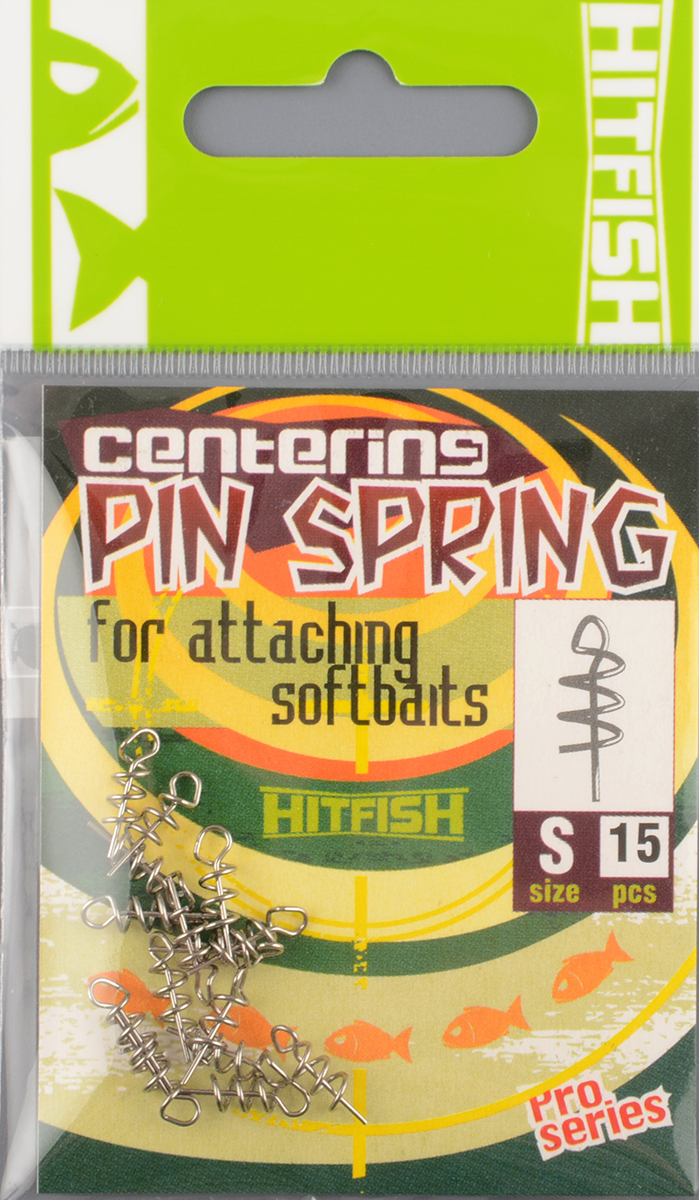 HITFISH
centering
PIN SPRING
for attaching
softbaits
HITFISH
S 15
size pcs
Pro
series